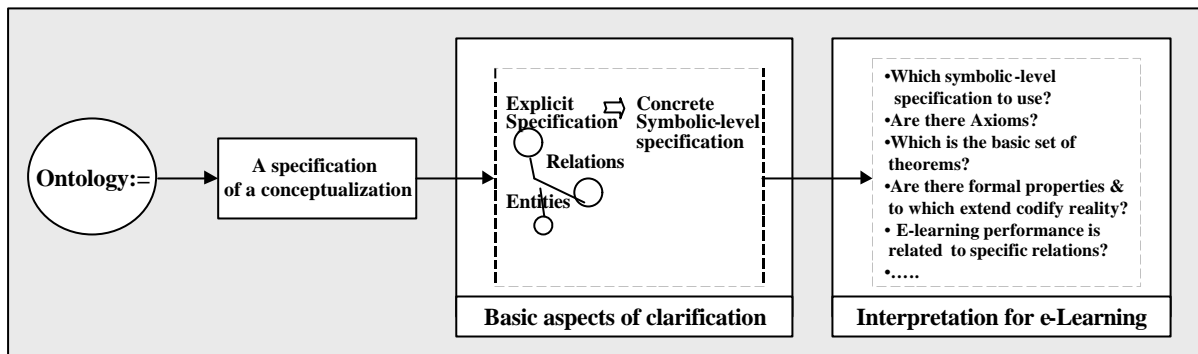 Ontology:=
A specification
of a conceptualization
Explicit
Specification
Concrete
Symbolic-level
specification
Relations
Entities
Basic aspects of clarification
•Which symbolic-level
specification to use?
•Are there Axioms?
•Which is the basic set of
theorems?
•Are there formal properties &
to which extend codify reality?
• E-learning performance is
related to specific relations?
•.....
Interpretation for e-Learning